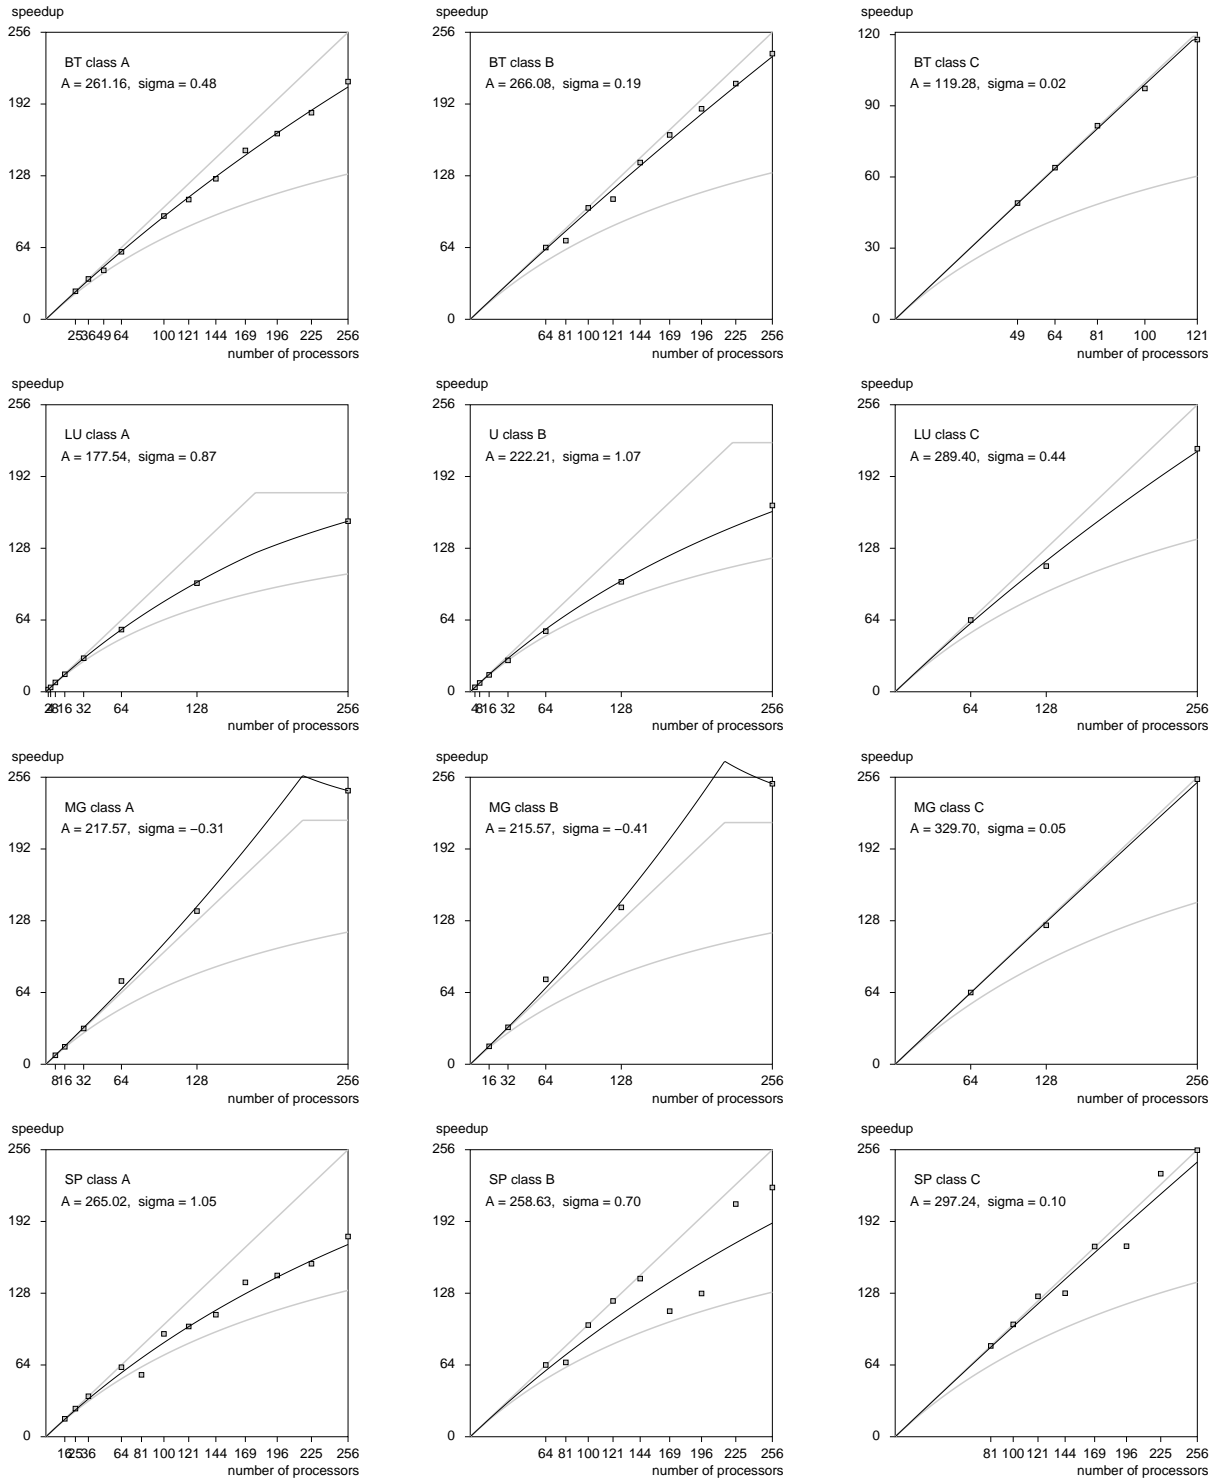 speedup
256
192
128
64
0
BT class A
A = 261.16, sigma = 0.48
25 36 49 64 100 121 144 169 196 225 256
number of processors
speedup
256
192
128
64
0
BT class B
A = 266.08, sigma = 0.19
64 81 100 121 144 169 196 225 256
number of processors
speedup
120
90
60
30
0
BT class C
A = 119.28, sigma = 0.02
49 64 81 100 121
number of processors
speedup
256
192
128
64
0
LU class A
A = 177.54, sigma = 0.87
2 4 8 16 32 64 128 256
number of processors
speedup
256
192
128
64
0
U class B
A = 222.21, sigma = 1.07
4 8 16 32 64 128 256
number of processors
speedup
256
192
128
64
0
LU class C
A = 289.40, sigma = 0.44
64 128 256
number of processors
speedup
256
192
128
64
0
MG class A
A = 217.57, sigma = −0.31
8 16 32 64 128 256
number of processors
speedup
256
192
128
64
0
MG class B
A = 215.57, sigma = −0.41
16 32 64 128 256
number of processors
speedup
256
192
128
64
0
MG class C
A = 329.70, sigma = 0.05
64 128 256
number of processors
speedup
256
192
128
64
0
SP class A
A = 265.02, sigma = 1.05
16 25 36 64 81 100 121 144 169 196 225 256
number of processors
speedup
256
192
128
64
0
SP class B
A = 258.63, sigma = 0.70
64 81 100 121 144 169 196 225 256
number of processors
speedup
256
192
128
64
0
SP class C
A = 297.24, sigma = 0.10
81 100 121 144 169 196 225 256
number of processors